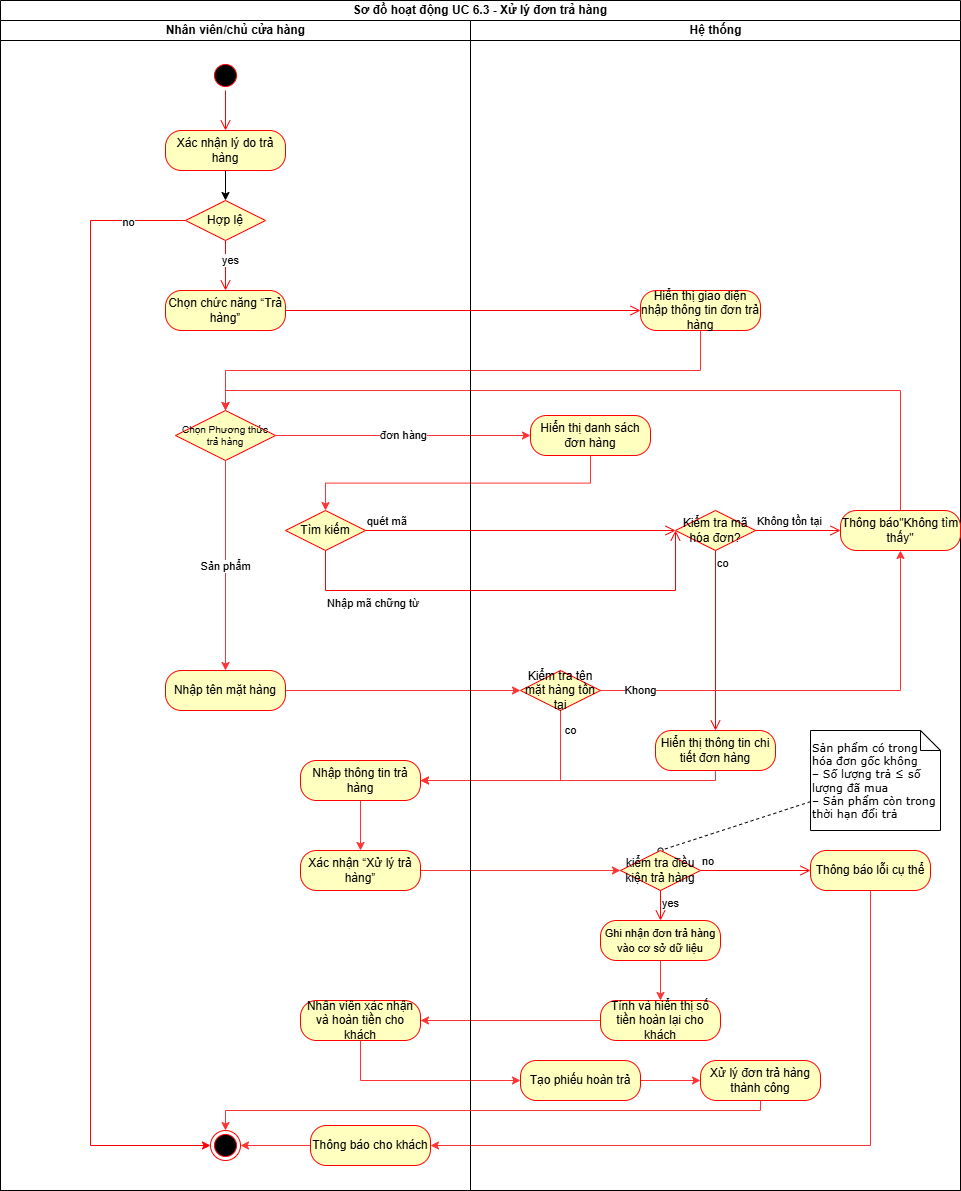 Sơ đồ hoạt động UC 6.3 - Xử lý đơn trả hàng
Nhân viên/chủ cửa hàng
Hệ thống
Xác nhận lý do trả
hàng
Hợp lệ
no
yes
Chọn chức năng “Trả
hàng”
Hiển thị giao diện
nhập thông tin đơn trả
hàng
Chọn Phương thức
trả hàng
đơn hàng
Hiển thị danh sách
đơn hàng
Tìm kiếm
quét mã
Kiểm tra mã
hóa đơn?
Không tồn tại
Thông báo"Không tìm
thấy"
Sản phẩm
co
Nhập mã chững từ
Nhập tên mặt hàng
Kiểm tra tên
mặt hàng tồn
tại
Khong
co
Hiển thị thông tin chi
tiết đơn hàng
Sản phẩm có trong
hóa đơn gốc không
– Số lượng trả ≤ số
lượng đã mua
– Sản phẩm còn trong
thời hạn đổi trả
Nhập thông tin trả
hàng
Xác nhận “Xử lý trả
hàng”
kiểm tra điều
kiện trả hàng
no
Thông báo lỗi cụ thể
yes
Ghi nhận đơn trả hàng
vào cơ sở dữ liệu
Nhân viên xác nhận
và hoàn tiền cho
khách
Tính và hiển thị số
tiền hoàn lại cho
khách
Tạo phiếu hoàn trả
Xử lý đơn trả hàng
thành công
Thông báo cho khách